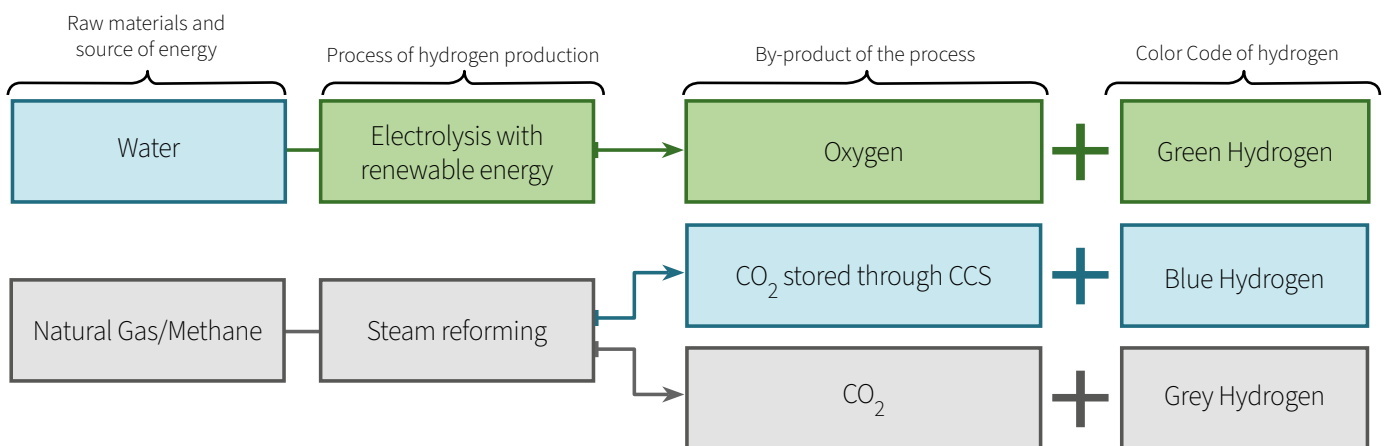 Raw materials and
source of energy
Process of hydrogen production
By-product of the process
Color Code of hydrogen
Water
Electrolysis with
renewable energy
Oxygen
Green Hydrogen
CO₂ stored through CCS
Blue Hydrogen
Natural Gas/Methane
Steam reforming
CO₂
Grey Hydrogen